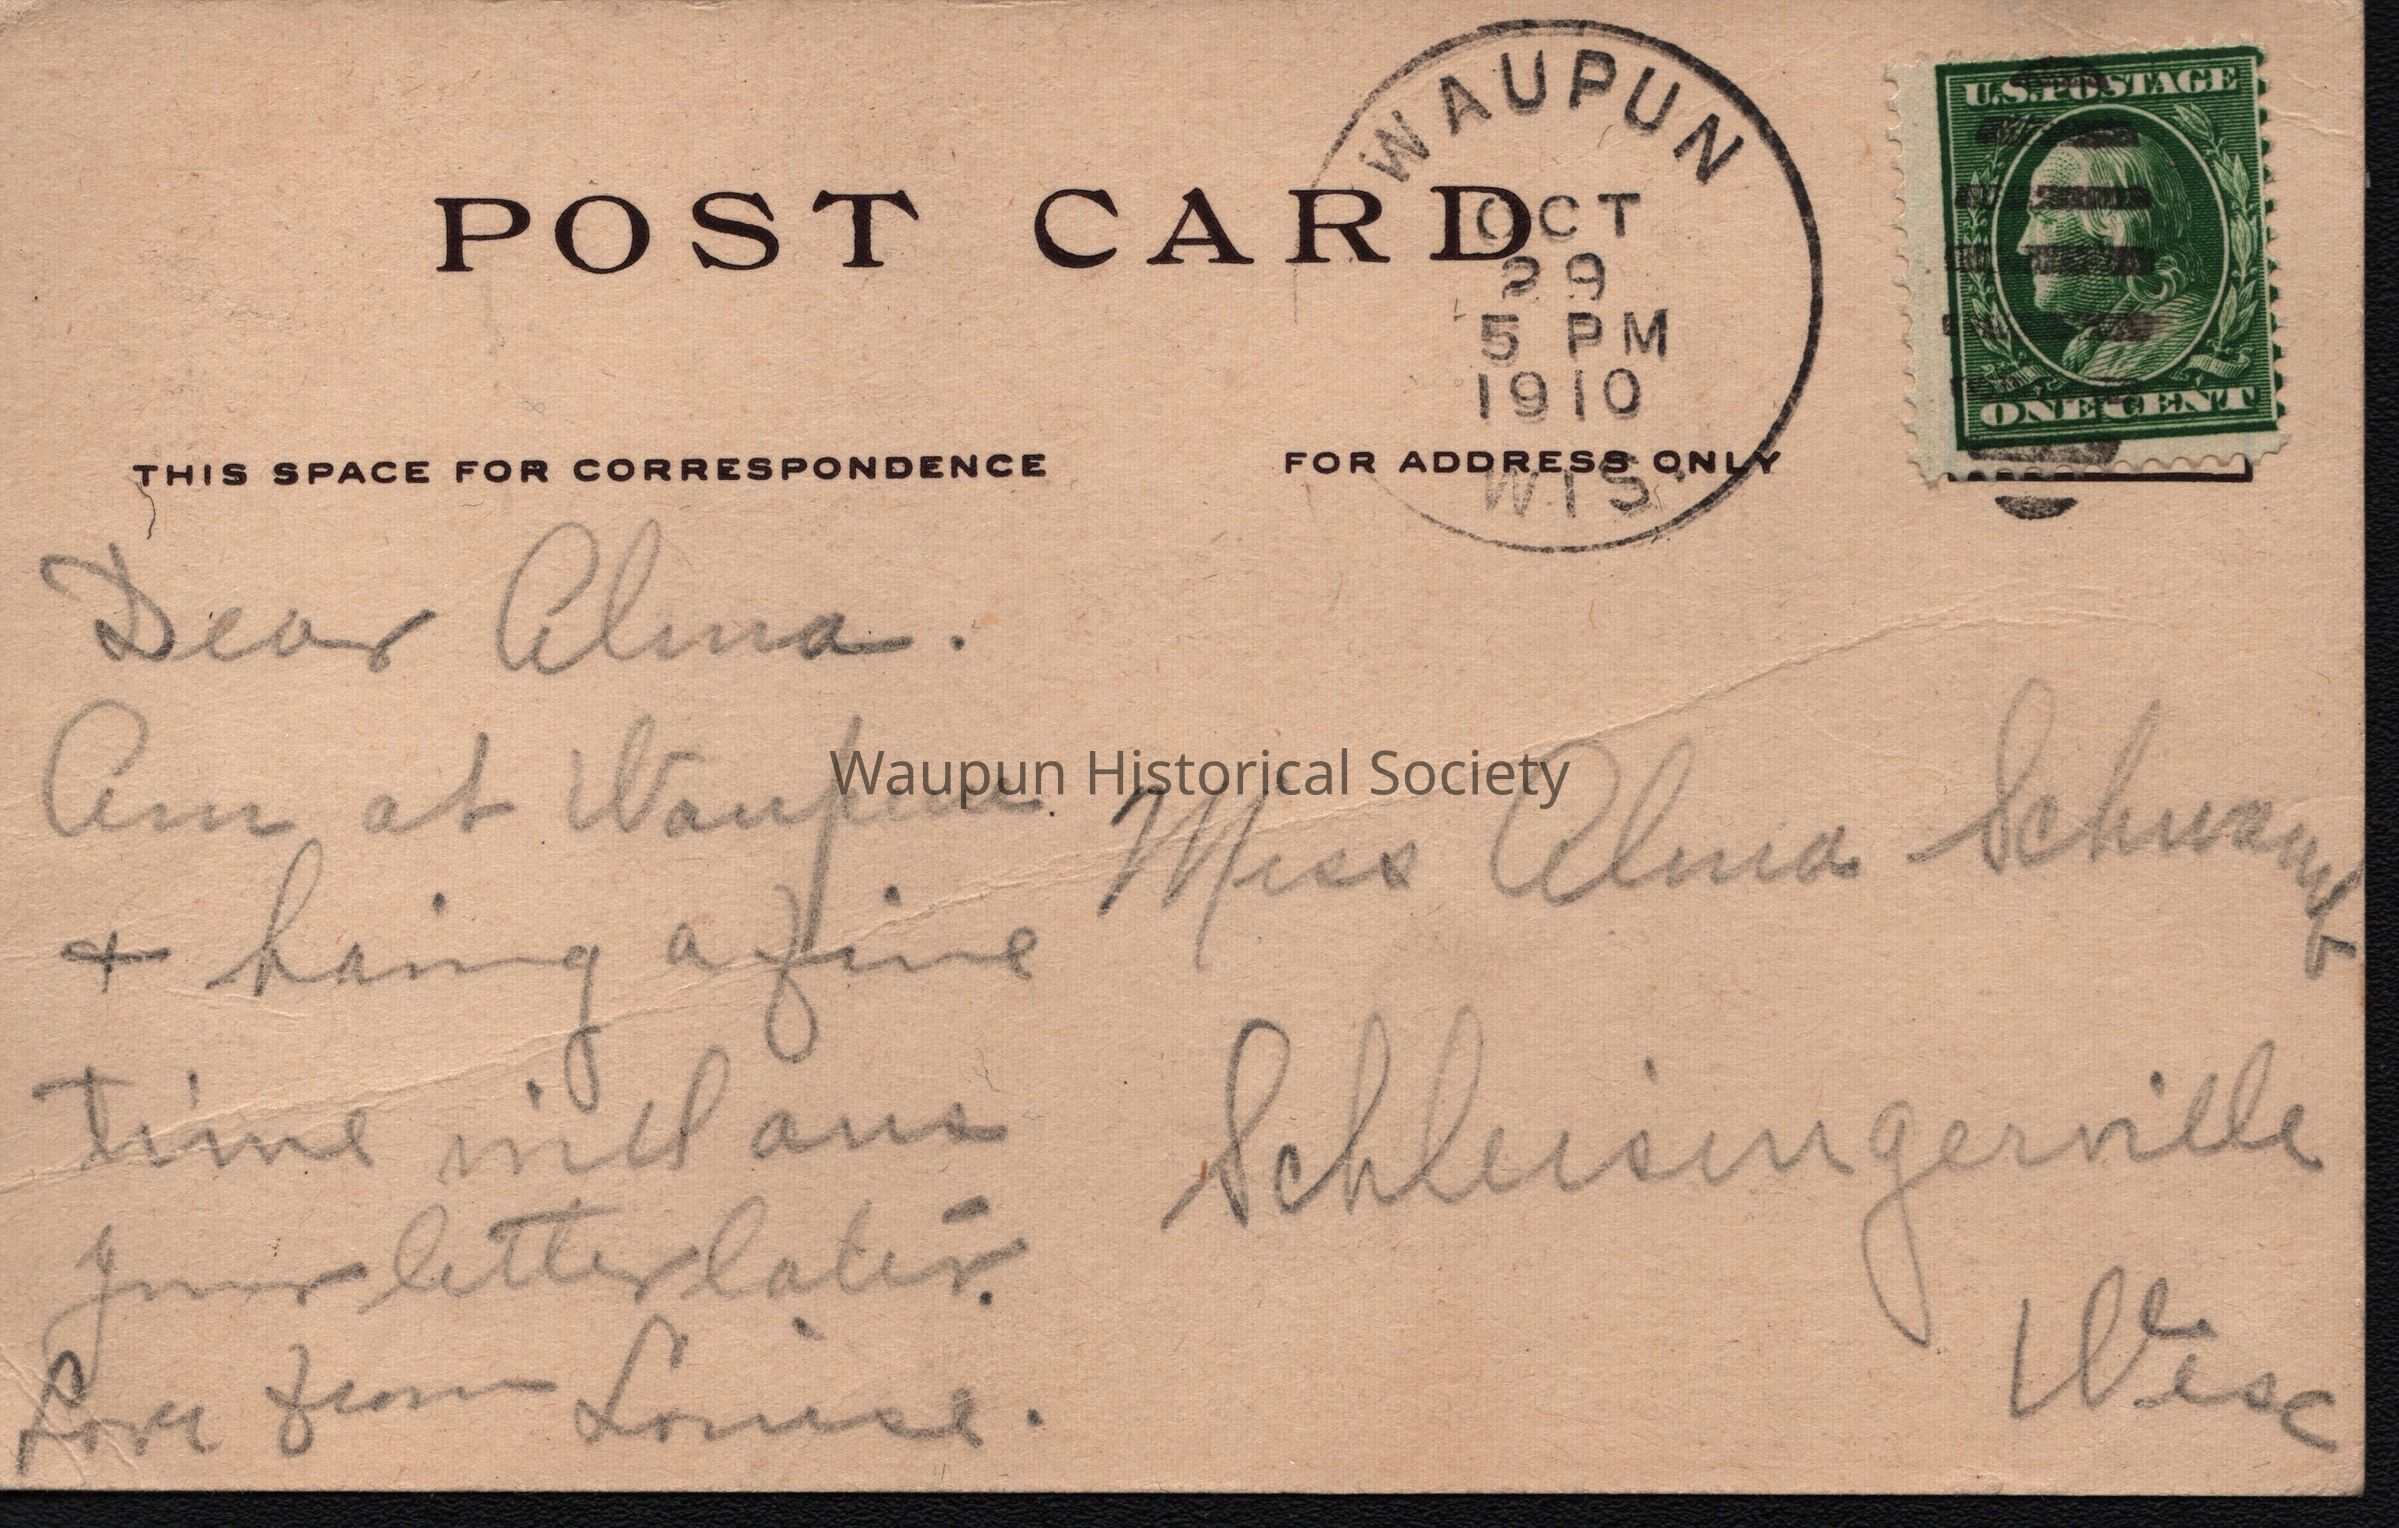 WAUPUN
OCT
29
5 PM
1910
WIS.
U.S. POSTAGE
ONE CENT
POST CARD
THIS SPACE FOR CORRESPONDENCE
FOR ADDRESS ONLY
Dear Alma.
Am at Waupun.
+ having a fine
time will ans
your letter later.
Love from Louise.
Waupun Historical Society
Miss Alma Schwamb
Schleisingerville
Wisc